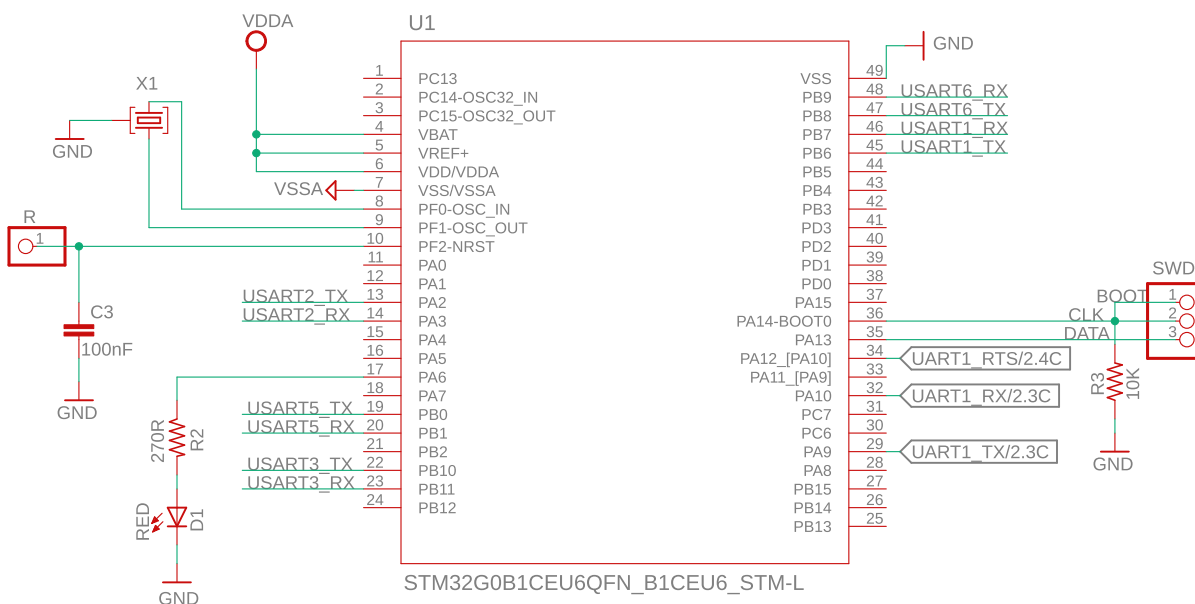 VDDA
U1
X1
GND
GND
VSSA
R
1
C3
100nF
GND
USART2_TX
USART2_RX
270R
R2
USART5_TX
USART5_RX
USART3_TX
USART3_RX
RED
D1
GND
1 PC13
2 PC14-OSC32_IN
3 PC15-OSC32_OUT
4 VBAT
5 VREF+
6 VDD/VDDA
7 VSS/VSSA
8 PF0-OSC_IN
9 PF1-OSC_OUT
10 PF2-NRST
11 PA0
12 PA1
13 PA2
14 PA3
15 PA4
16 PA5
17 PA6
18 PA7
19 PB0
20 PB1
21 PB2
22 PB10
23 PB11
24 PB12
VSS 49
PB9 48 USART6_RX
PB8 47 USART6_TX
PB7 46 USART1_RX
PB6 45 USART1_TX
PB5 44
PB4 43
PB3 42
PD3 41
PD2 40
PD1 39
PD0 38
PA15 37
PA14-BOOT0 36
PA13 35
PA12_[PA10] 34 UART1_RTS/2.4C
PA11_[PA9] 33
PA10 32 UART1_RX/2.3C
PC7 31
PC6 30
PA9 29 UART1_TX/2.3C
PA8 28
PB15 27
PB14 26
PB13 25
SWD
BOOT 1
CLK 2
DATA 3
R3
10K
GND
STM32G0B1CEU6QFN_B1CEU6_STM-L